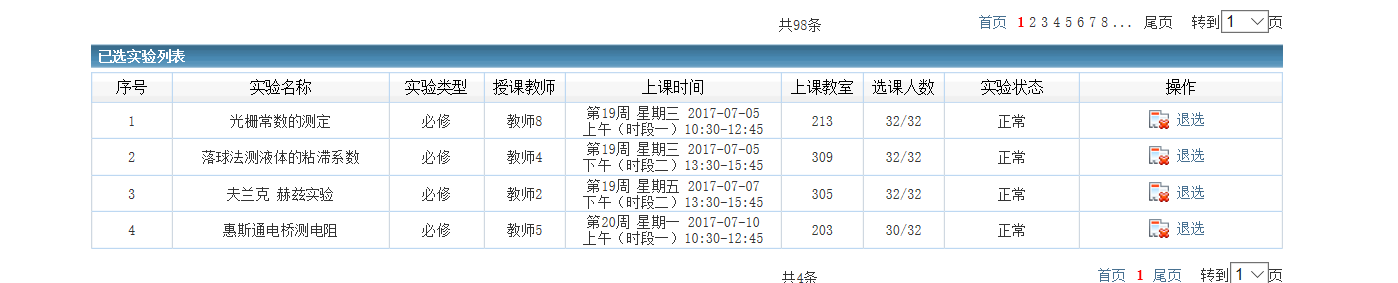 共98条 首页 1 2 3 4 5 6 7 8 ... 尾页 转到 1 页
已选实验列表
序号 实验名称 实验类型 授课教师 上课时间 上课教室 选课人数 实验状态 操作
1 光栅常数的测定 必修 教师8 第19周 星期三 2017-07-05 213 32/32 正常 退选
上午（时段一）10:30-12:45
2 落球法测液体的粘滞系数 必修 教师4 第19周 星期三 2017-07-05 309 32/32 正常 退选
下午（时段二）13:30-15:45
3 夫兰克 赫兹实验 必修 教师2 第19周 星期五 2017-07-07 305 32/32 正常 退选
下午（时段二）13:30-15:45
4 惠斯通电桥测电阻 必修 教师5 第20周 星期一 2017-07-10 203 30/32 正常 退选
上午（时段一）10:30-12:45
共4条 首页 1 尾页 转到 1 页